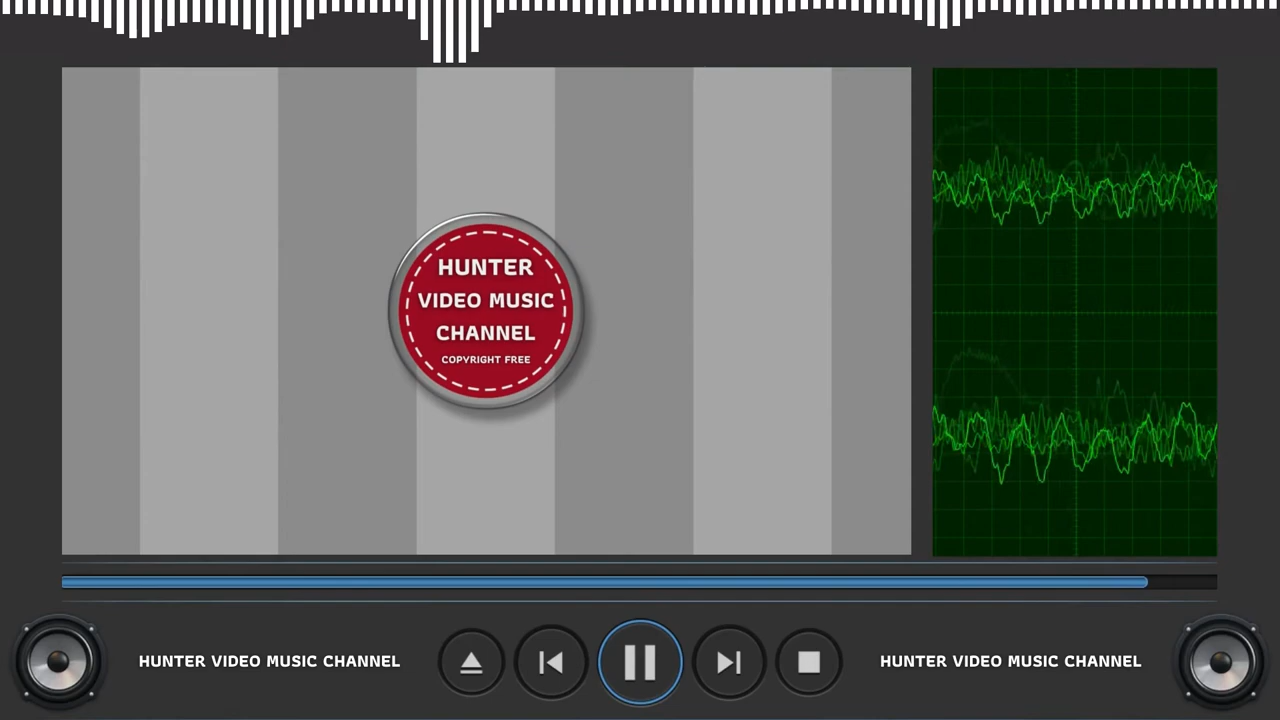 HUNTER
VIDEO MUSIC
CHANNEL
COPYRIGHT FREE
HUNTER VIDEO MUSIC CHANNEL
HUNTER VIDEO MUSIC CHANNEL